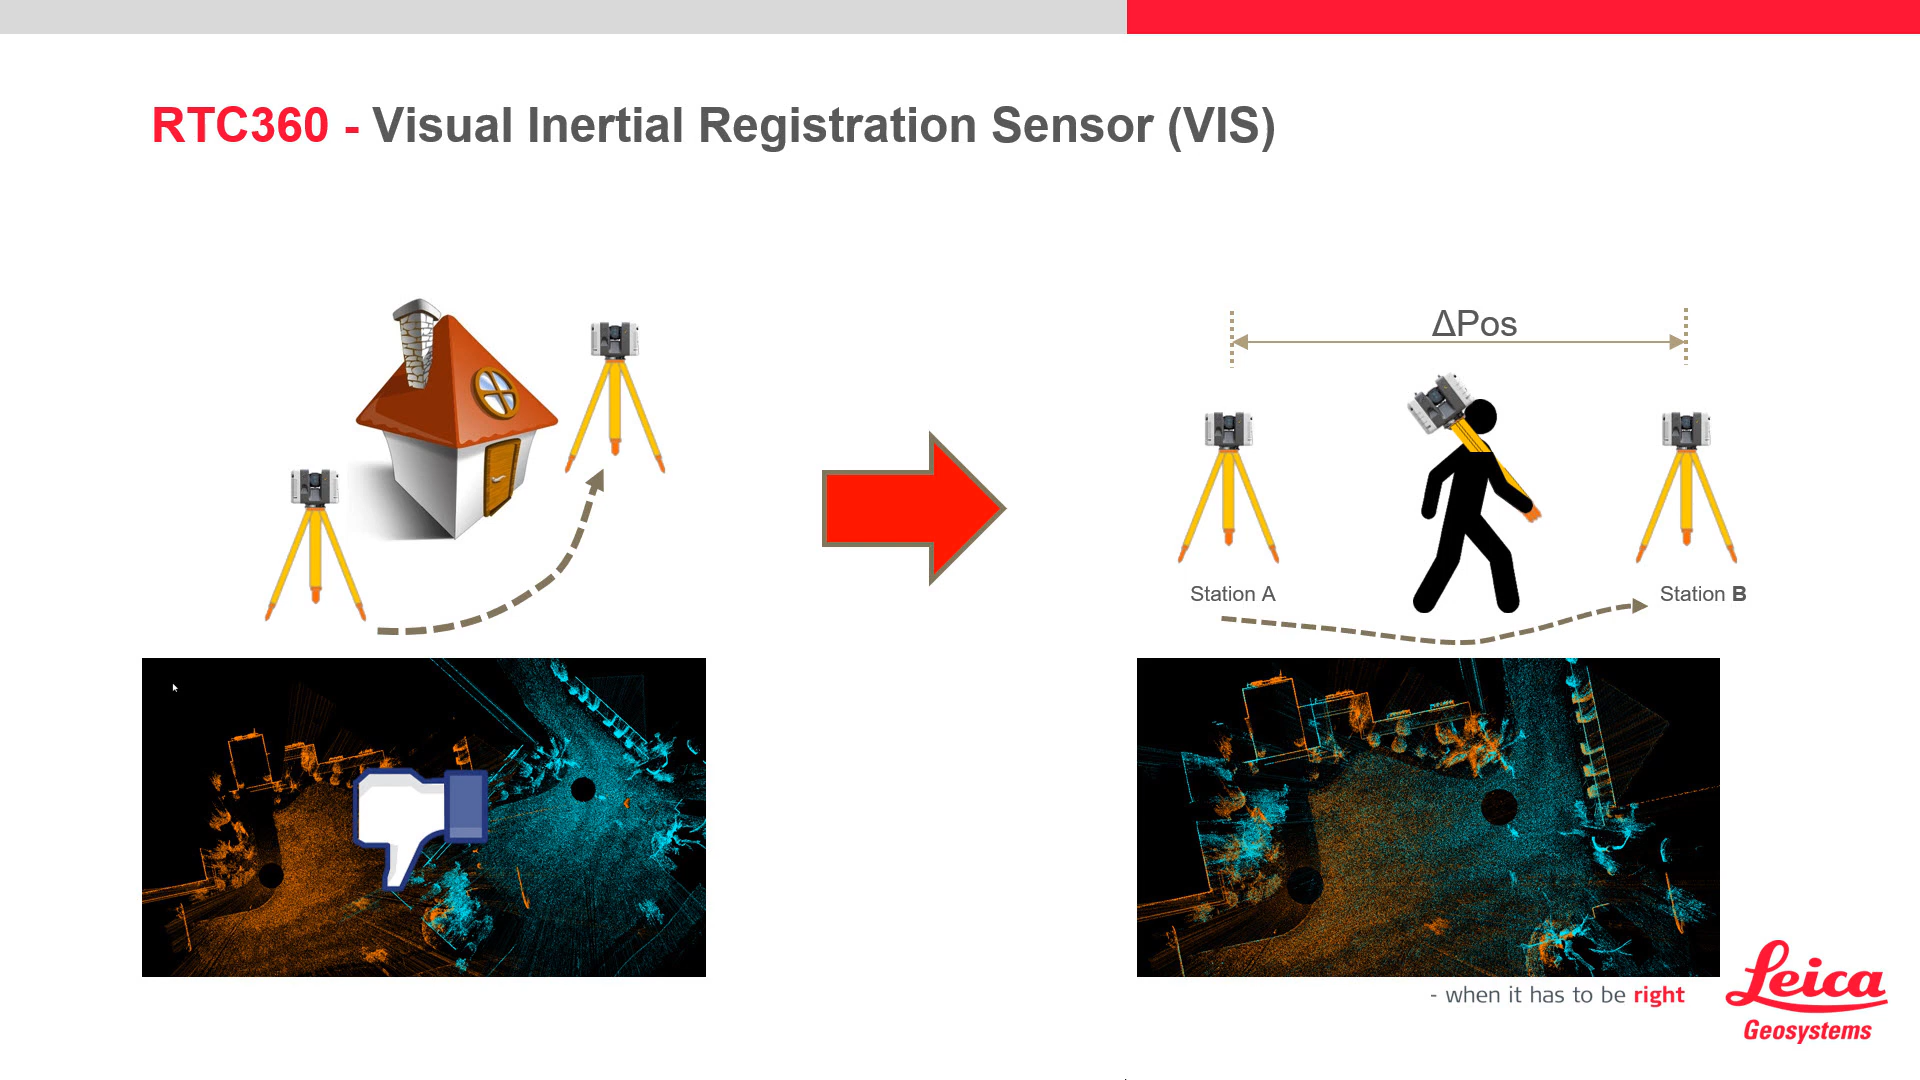 RTC360 - Visual Inertial Registration Sensor (VIS)
ΔPos
Station A
Station B
- when it has to be right
Leica
Geosystems